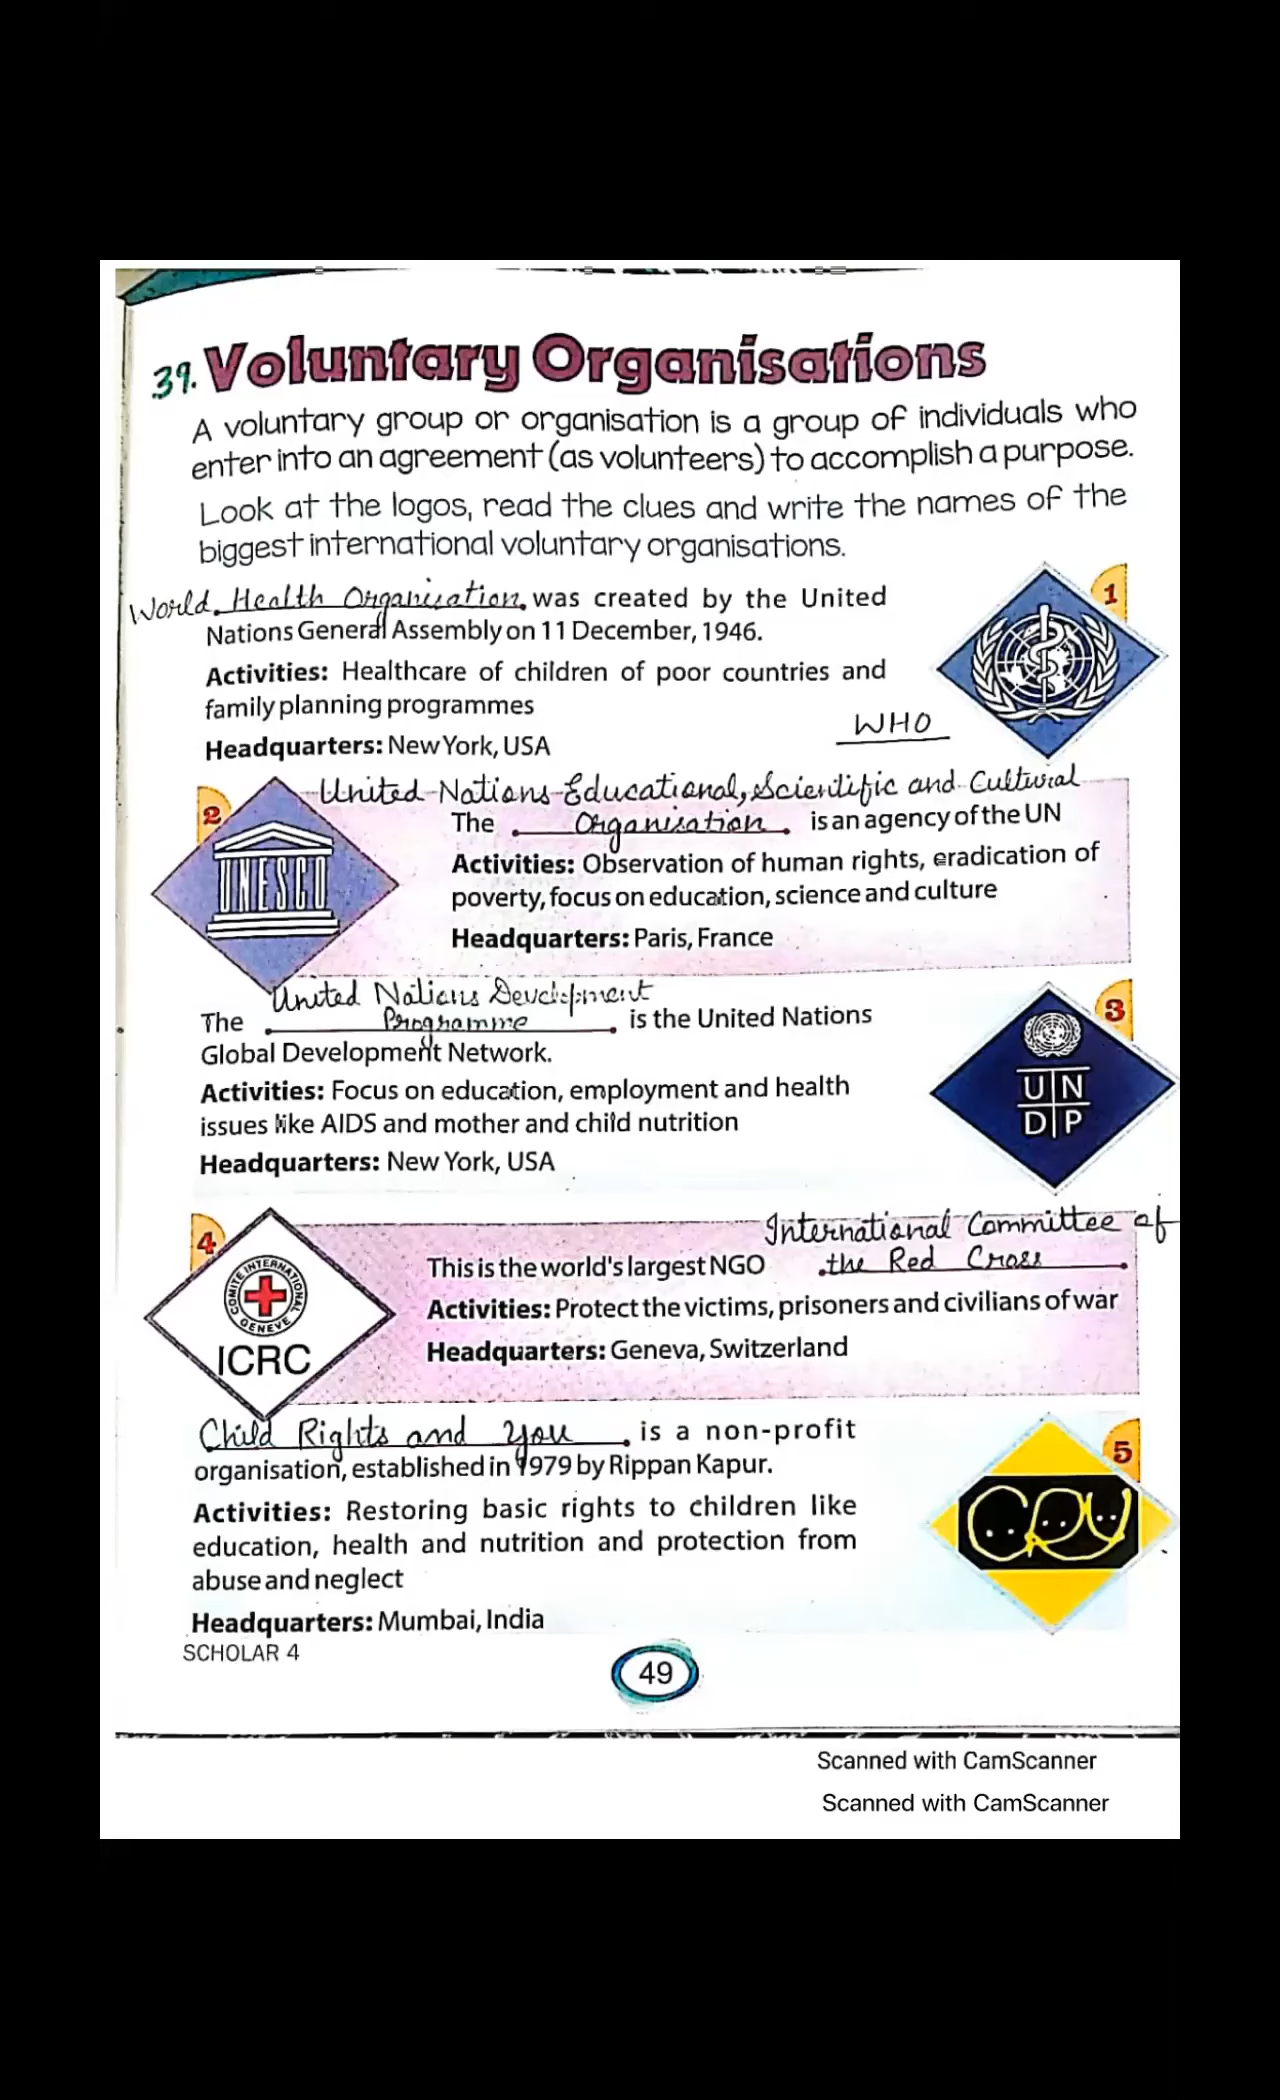 39. Voluntary Organisations
A voluntary group or organisation is a group of individuals who
enter into an agreement (as volunteers) to accomplish a purpose.
Look at the logos, read the clues and write the names of the
biggest international voluntary organisations.
1
World Health Organisation was created by the United
Nations General Assembly on 11 December, 1946.
Activities: Healthcare of children of poor countries and
family planning programmes
WHO
Headquarters: New York, USA
2
UNESCO
United Nations Educational, Scientific and Cultural
The Organisation is an agency of the UN
Activities: Observation of human rights, eradication of
poverty, focus on education, science and culture
Headquarters: Paris, France
3
United Nations Development
The Programme is the United Nations
Global Development Network.
U N
D P
Activities: Focus on education, employment and health
issues like AIDS and mother and child nutrition
Headquarters: New York, USA
4
COMITE INTERNATIONAL
GENEVE
ICRC
International Committee of
This is the world's largest NGO the Red Cross
Activities: Protect the victims, prisoners and civilians of war
Headquarters: Geneva, Switzerland
5
Child Rights and You is a non-profit
organisation, established in 1979 by Rippan Kapur.
CRY
Activities: Restoring basic rights to children like
education, health and nutrition and protection from
abuse and neglect
Headquarters: Mumbai, India
SCHOLAR 4
49
Scanned with CamScanner
Scanned with CamScanner